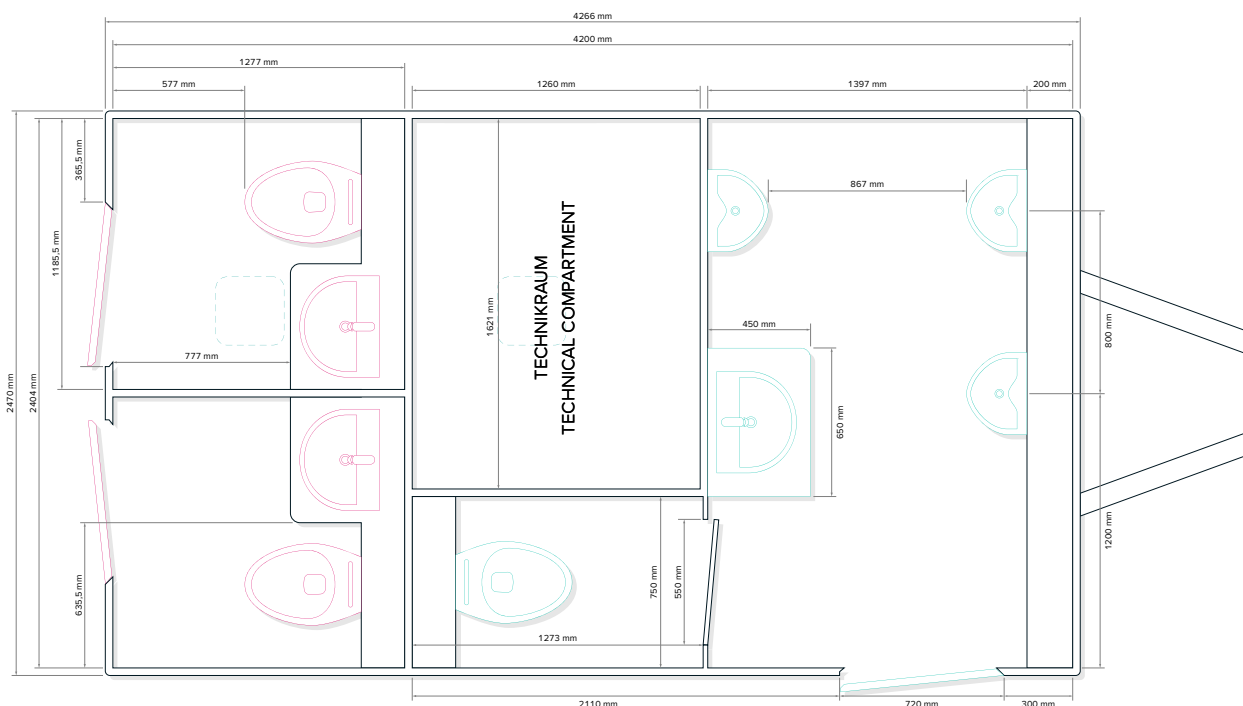 4266 mm
4200 mm
1277 mm
577 mm
1260 mm
1397 mm
200 mm
365,5 mm
1185,5 mm
2470 mm
2404 mm
777 mm
635,5 mm
1621 mm
TECHNIKRAUM
TECHNICAL COMPARTMENT
867 mm
450 mm
650 mm
800 mm
1200 mm
750 mm
550 mm
1273 mm
2110 mm
720 mm
300 mm